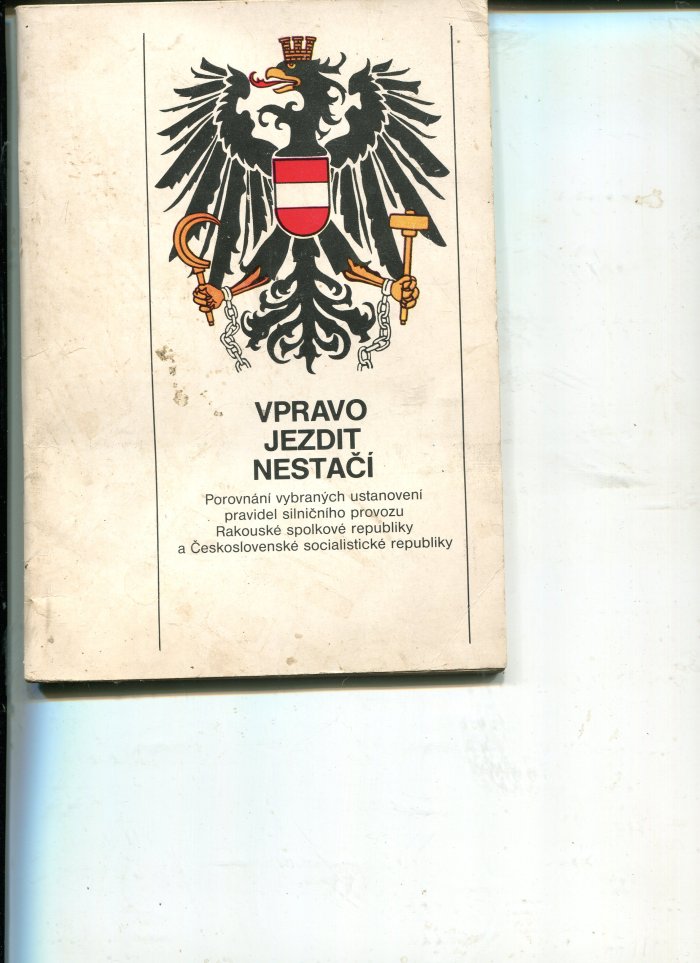 VPRAVO
JEZDIT
NESTAČÍ
Porovnání vybraných ustanovení
pravidel silničního provozu
Rakouské spolkové republiky
a Československé socialistické republiky